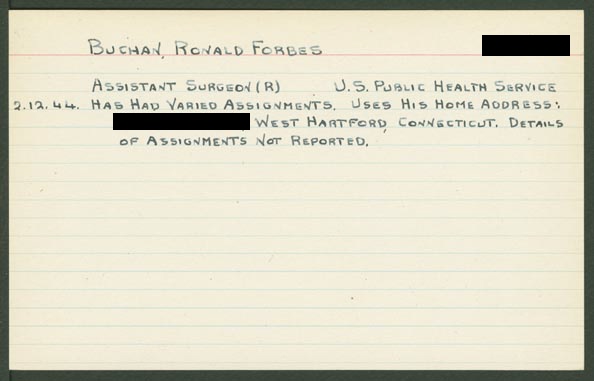 BUCHAN, RONALD FORBES
ASSISTANT SURGEON (R) U.S. PUBLIC HEALTH SERVICE
2.12.44. HAS HAD VARIED ASSIGNMENTS. USES HIS HOME ADDRESS:
WEST HARTFORD, CONNECTICUT. DETAILS
OF ASSIGNMENTS NOT REPORTED.